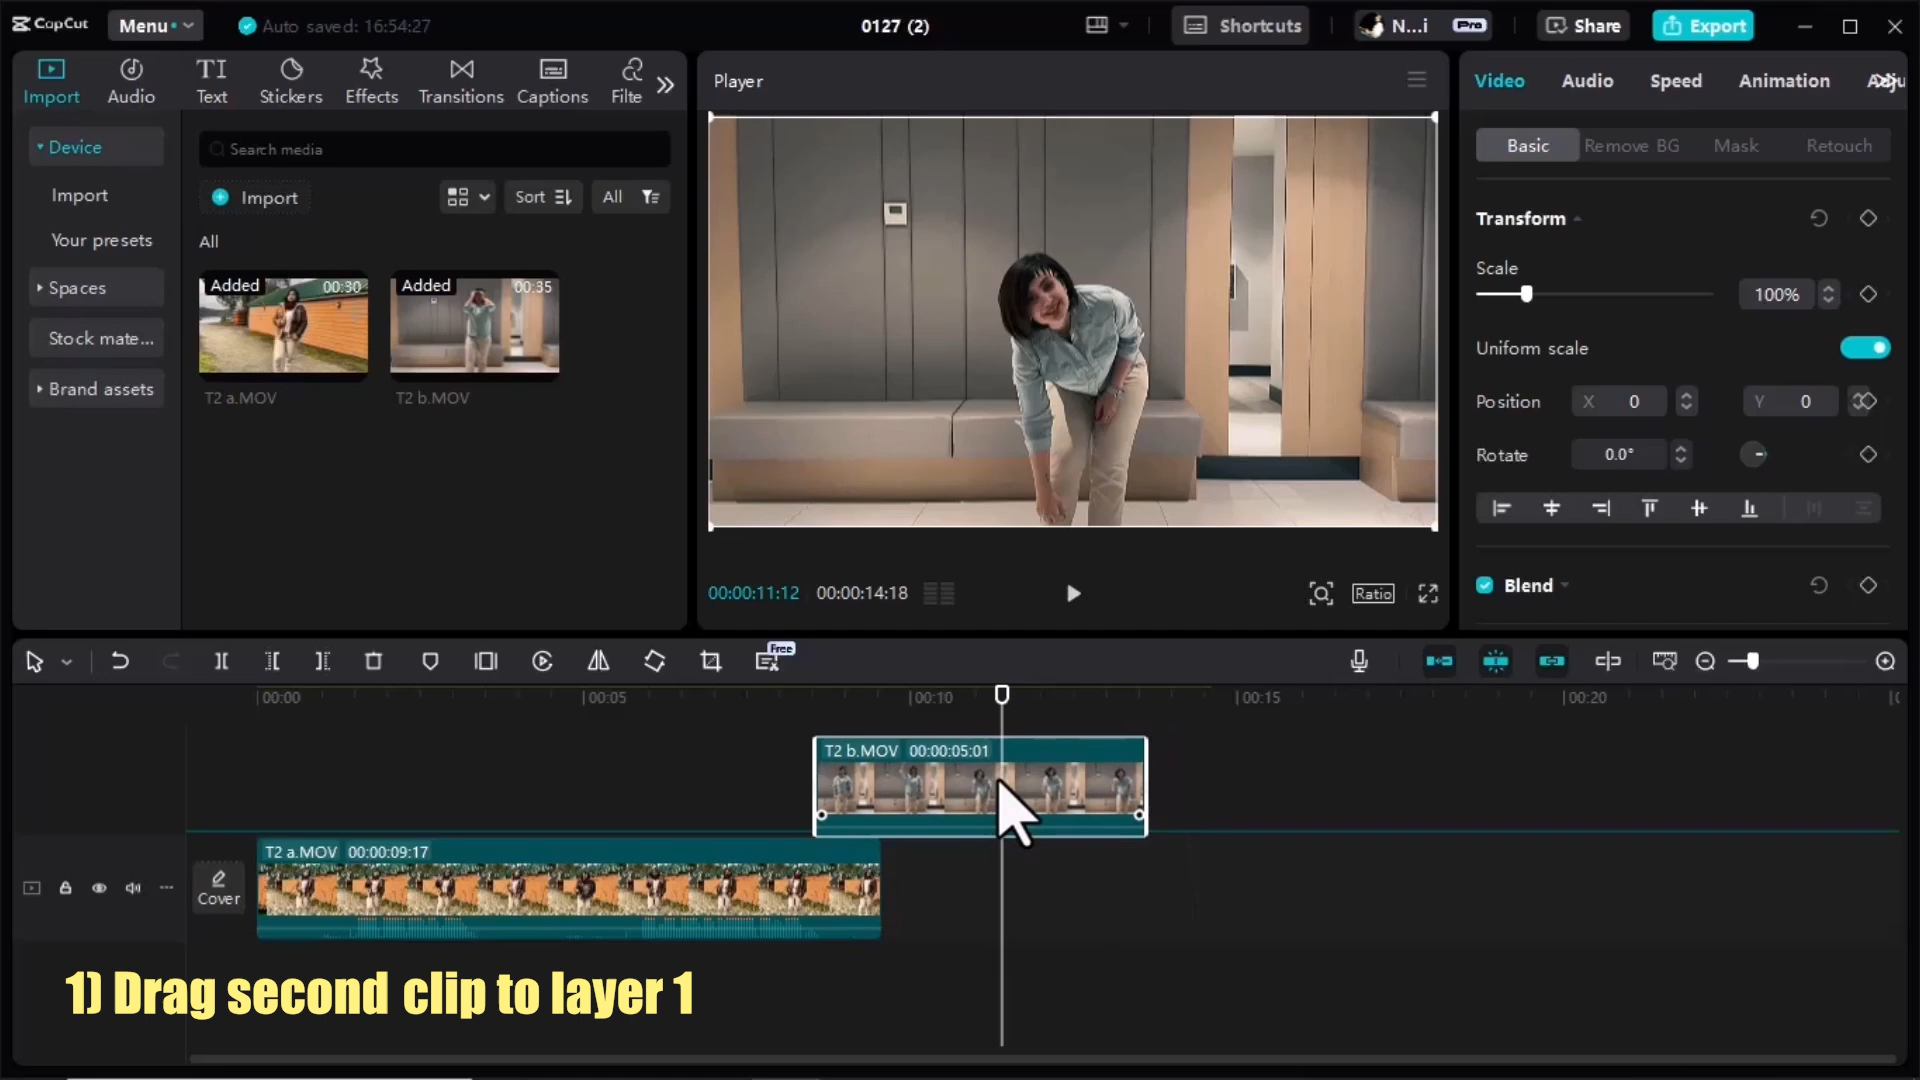 CapCut
Menu
Auto saved: 16:54:27
0127 (2)
Shortcuts
N...i
Pro
Share
Export
Import
Audio
Text
Stickers
Effects
Transitions
Captions
Filte
Device
Import
Your presets
Spaces
Stock mate...
Brand assets
Search media
Import
Sort
All
All
Added
00:30
T2 a.MOV
Added
00:35
T2 b.MOV
Player
00:00:11:12
00:00:14:18
Ratio
Video
Audio
Speed
Animation
Adju
Basic
Remove BG
Mask
Retouch
Transform
Scale
100%
Uniform scale
Position
X 0
Y 0
Rotate
0.0°
Blend
Free
00:00
00:05
00:10
00:15
00:20
T2 b.MOV 00:00:05:01
Cover
T2 a.MOV 00:00:09:17
1) Drag second clip to layer 1